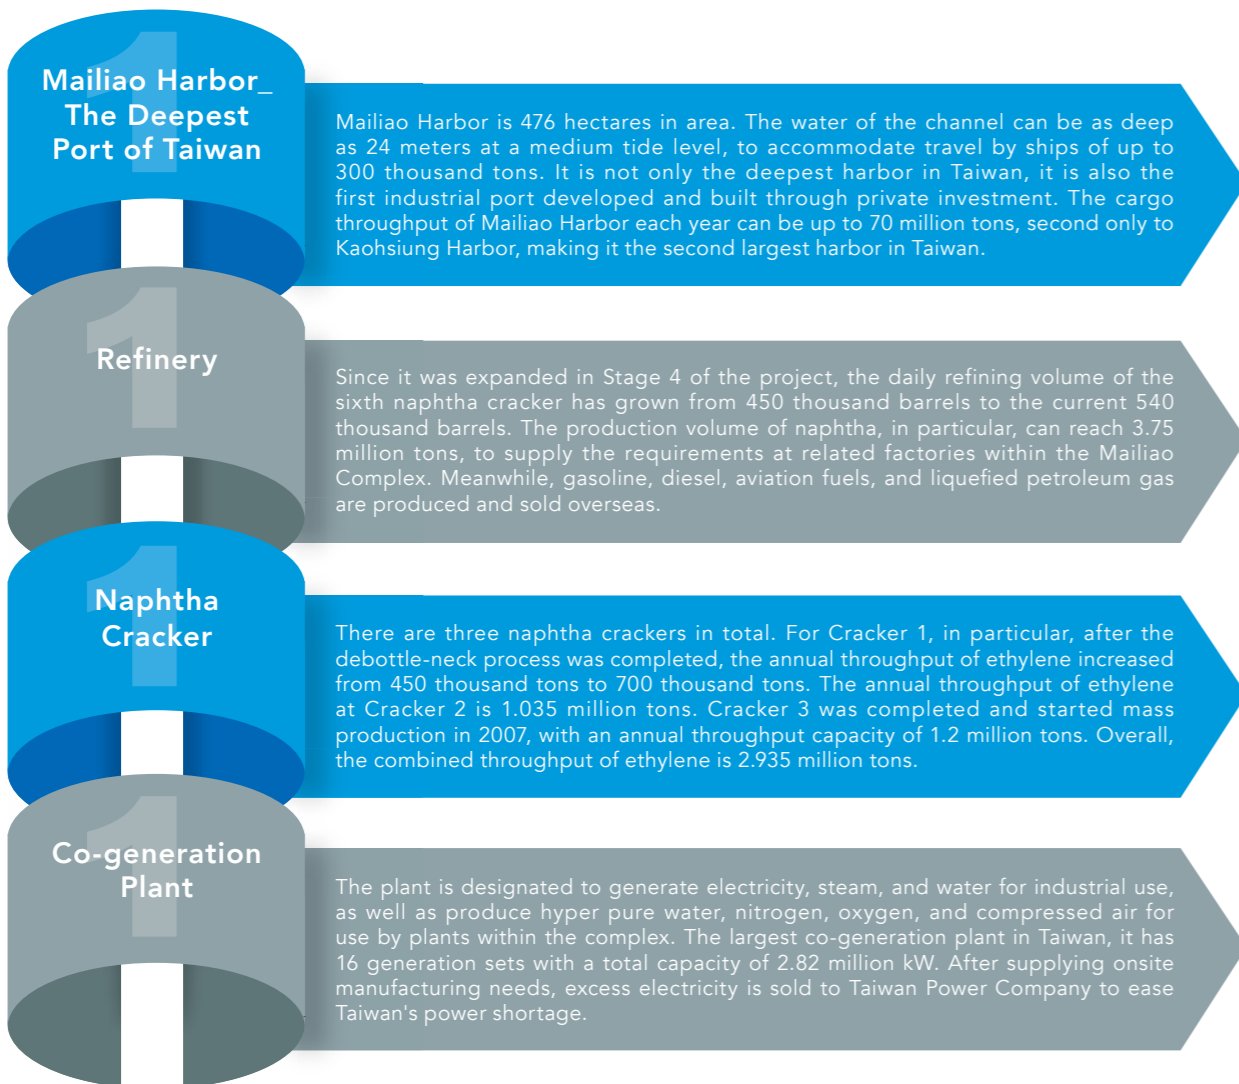 1
Mailiao Harbor_
The Deepest
Port of Taiwan
Mailiao Harbor is 476 hectares in area. The water of the channel can be as deep
as 24 meters at a medium tide level, to accommodate travel by ships of up to
300 thousand tons. It is not only the deepest harbor in Taiwan, it is also the
first industrial port developed and built through private investment. The cargo
throughput of Mailiao Harbor each year can be up to 70 million tons, second only to
Kaohsiung Harbor, making it the second largest harbor in Taiwan.
1
Refinery
Since it was expanded in Stage 4 of the project, the daily refining volume of the
sixth naphtha cracker has grown from 450 thousand barrels to the current 540
thousand barrels. The production volume of naphtha, in particular, can reach 3.75
million tons, to supply the requirements at related factories within the Mailiao
Complex. Meanwhile, gasoline, diesel, aviation fuels, and liquefied petroleum gas
are produced and sold overseas.
1
Naphtha
Cracker
There are three naphtha crackers in total. For Cracker 1, in particular, after the
debottle-neck process was completed, the annual throughput of ethylene increased
from 450 thousand tons to 700 thousand tons. The annual throughput of ethylene
at Cracker 2 is 1.035 million tons. Cracker 3 was completed and started mass
production in 2007, with an annual throughput capacity of 1.2 million tons. Overall,
the combined throughput of ethylene is 2.935 million tons.
1
Co-generation
Plant
The plant is designated to generate electricity, steam, and water for industrial use,
as well as produce hyper pure water, nitrogen, oxygen, and compressed air for
use by plants within the complex. The largest co-generation plant in Taiwan, it has
16 generation sets with a total capacity of 2.82 million kW. After supplying onsite
manufacturing needs, excess electricity is sold to Taiwan Power Company to ease
Taiwan's power shortage.